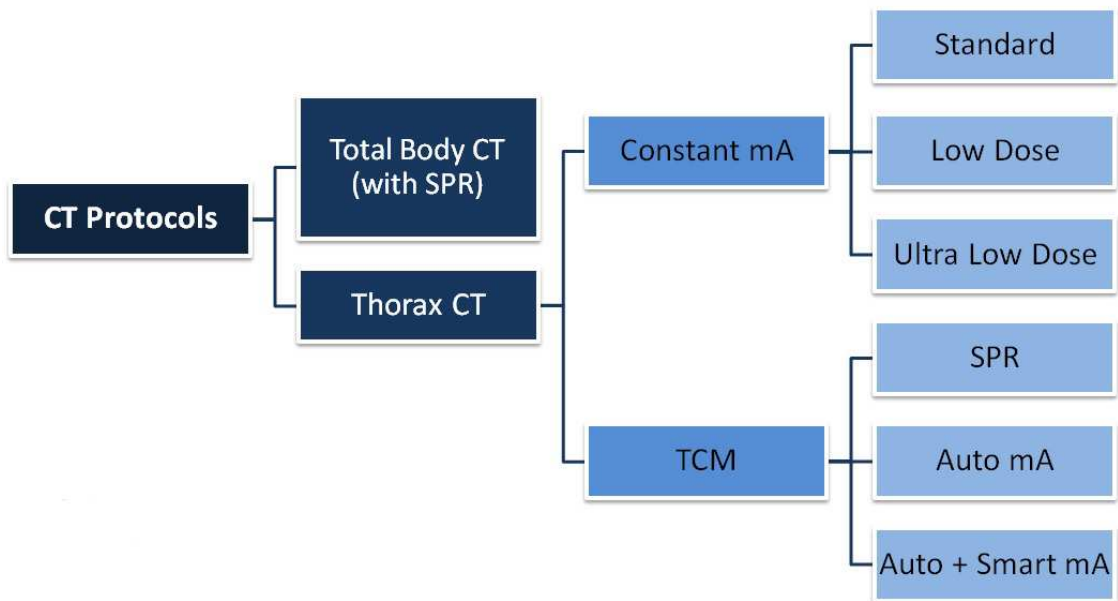 CT Protocols
Total Body CT
(with SPR)
Thorax CT
Constant mA
TCM
Standard
Low Dose
Ultra Low Dose
SPR
Auto mA
Auto + Smart mA